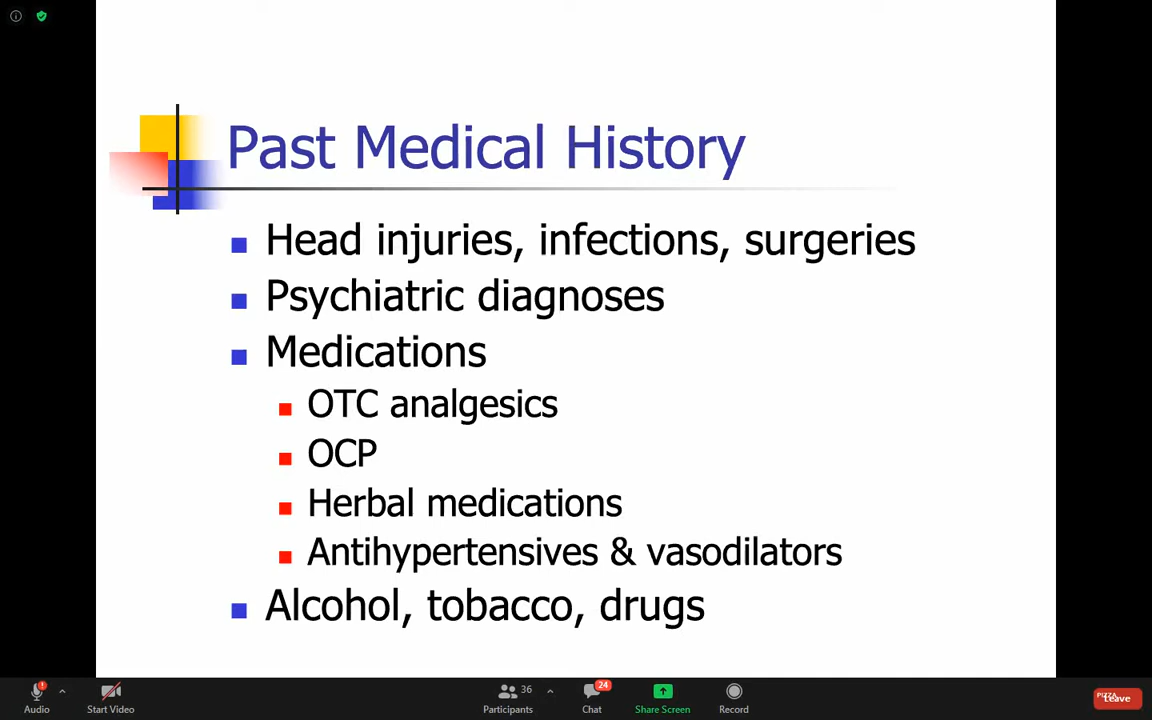 Past Medical History
Head injuries, infections, surgeries
Psychiatric diagnoses
Medications
OTC analgesics
OCP
Herbal medications
Antihypertensives & vasodilators
Alcohol, tobacco, drugs
36
24
Audio
Start Video
Participants
Chat
Share Screen
Record
PIZZA
Leave